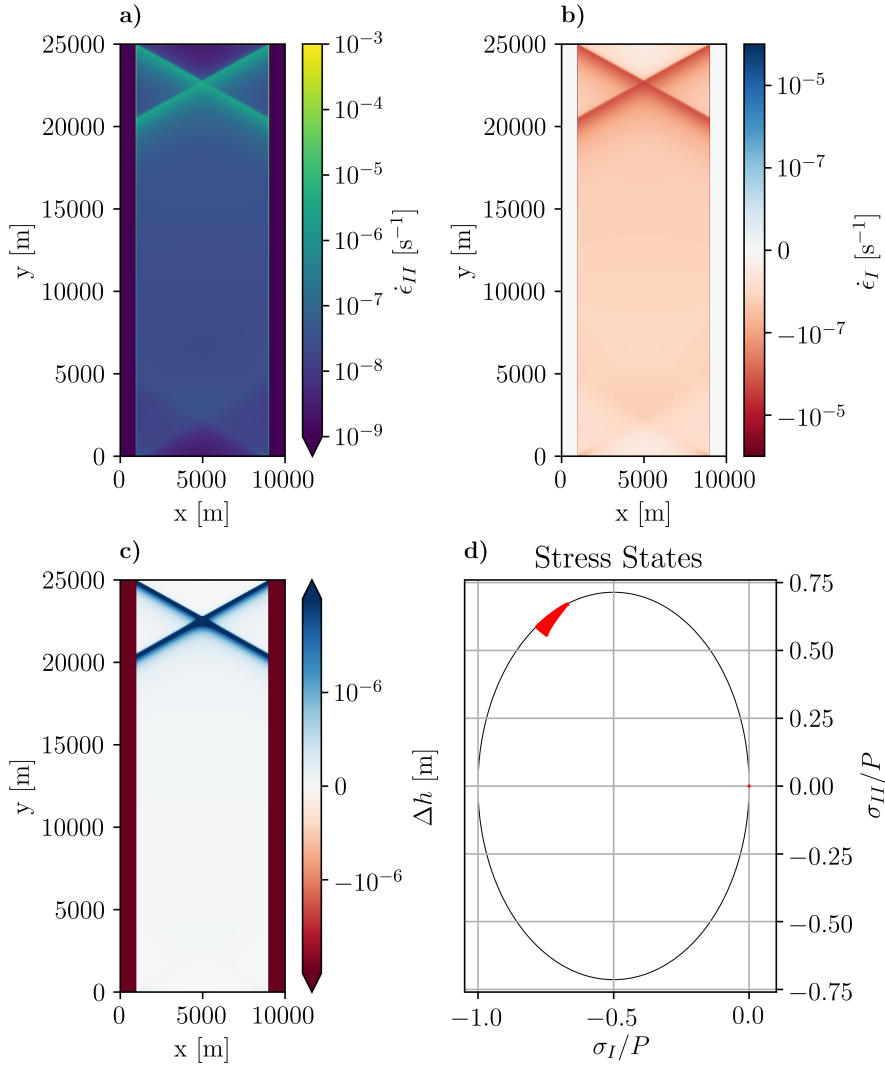 a)
25000
20000
15000
10000
5000
0
y [m]
0 5000 10000
x [m]
10⁻³
10⁻⁴
10⁻⁵
10⁻⁶
10⁻⁷
10⁻⁸
10⁻⁹
ϵ̇_II [s⁻¹]
b)
25000
20000
15000
10000
5000
0
y [m]
0 5000 10000
x [m]
10⁻⁵
10⁻⁷
0
−10⁻⁷
−10⁻⁵
ϵ̇_I [s⁻¹]
c)
25000
20000
15000
10000
5000
0
y [m]
0 5000 10000
x [m]
10⁻⁶
0
−10⁻⁶
Δh [m]
d)
Stress States
0.75
0.50
0.25
0.00
−0.25
−0.50
−0.75
σ_II/P
−1.0 −0.5 0.0
σ_I/P